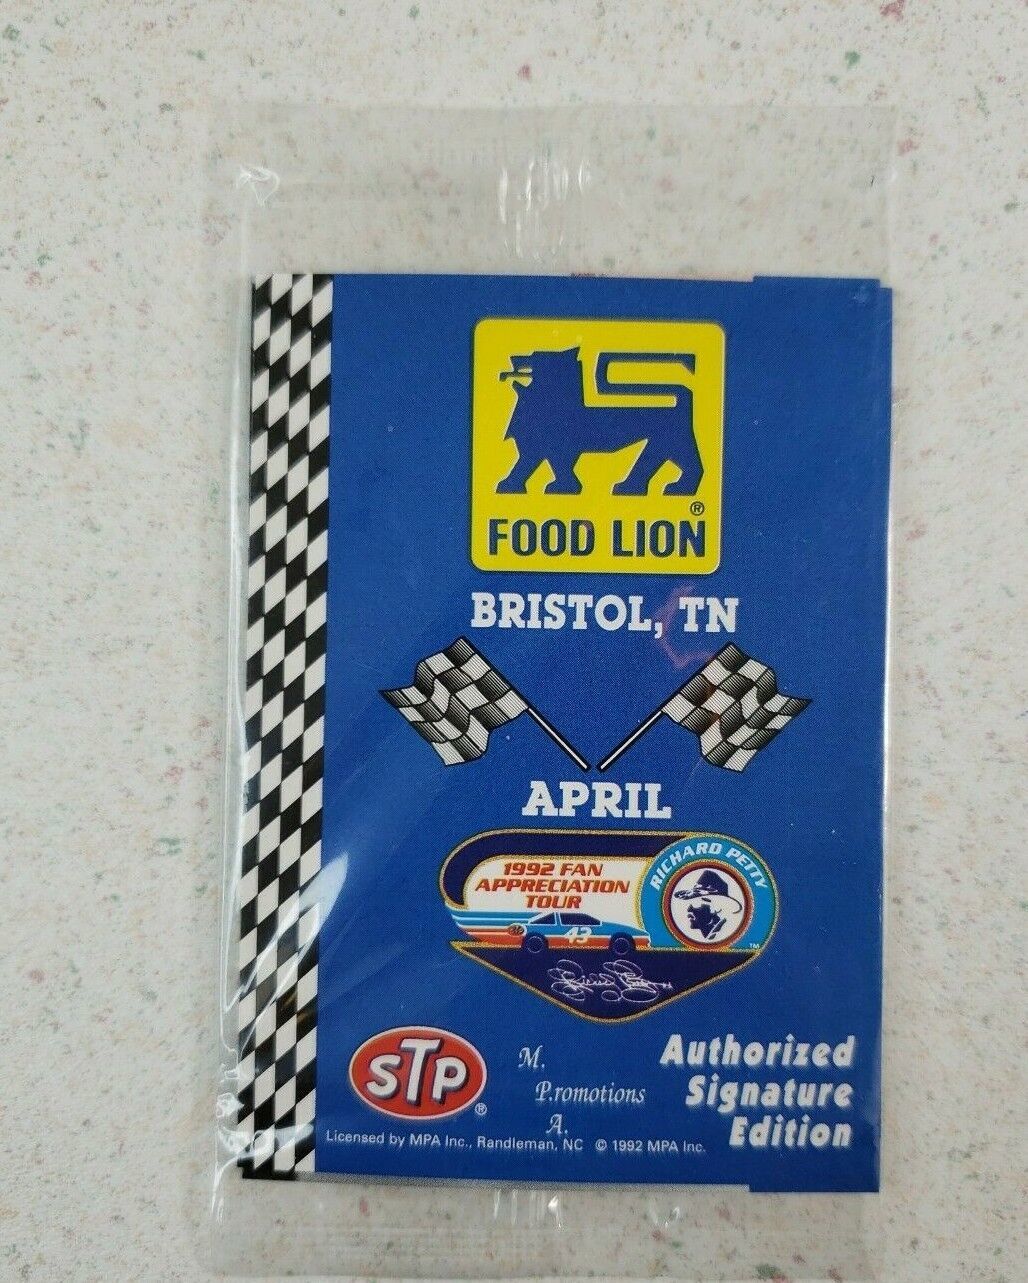 FOOD LION ®
BRISTOL, TN
APRIL
1992 FAN
APPRECIATION
TOUR
RICHARD PETTY
43
TM
STP ®
M.
P.romotions
A.
Authorized
Signature
Edition
Licensed by MPA Inc., Randleman, NC © 1992 MPA Inc.